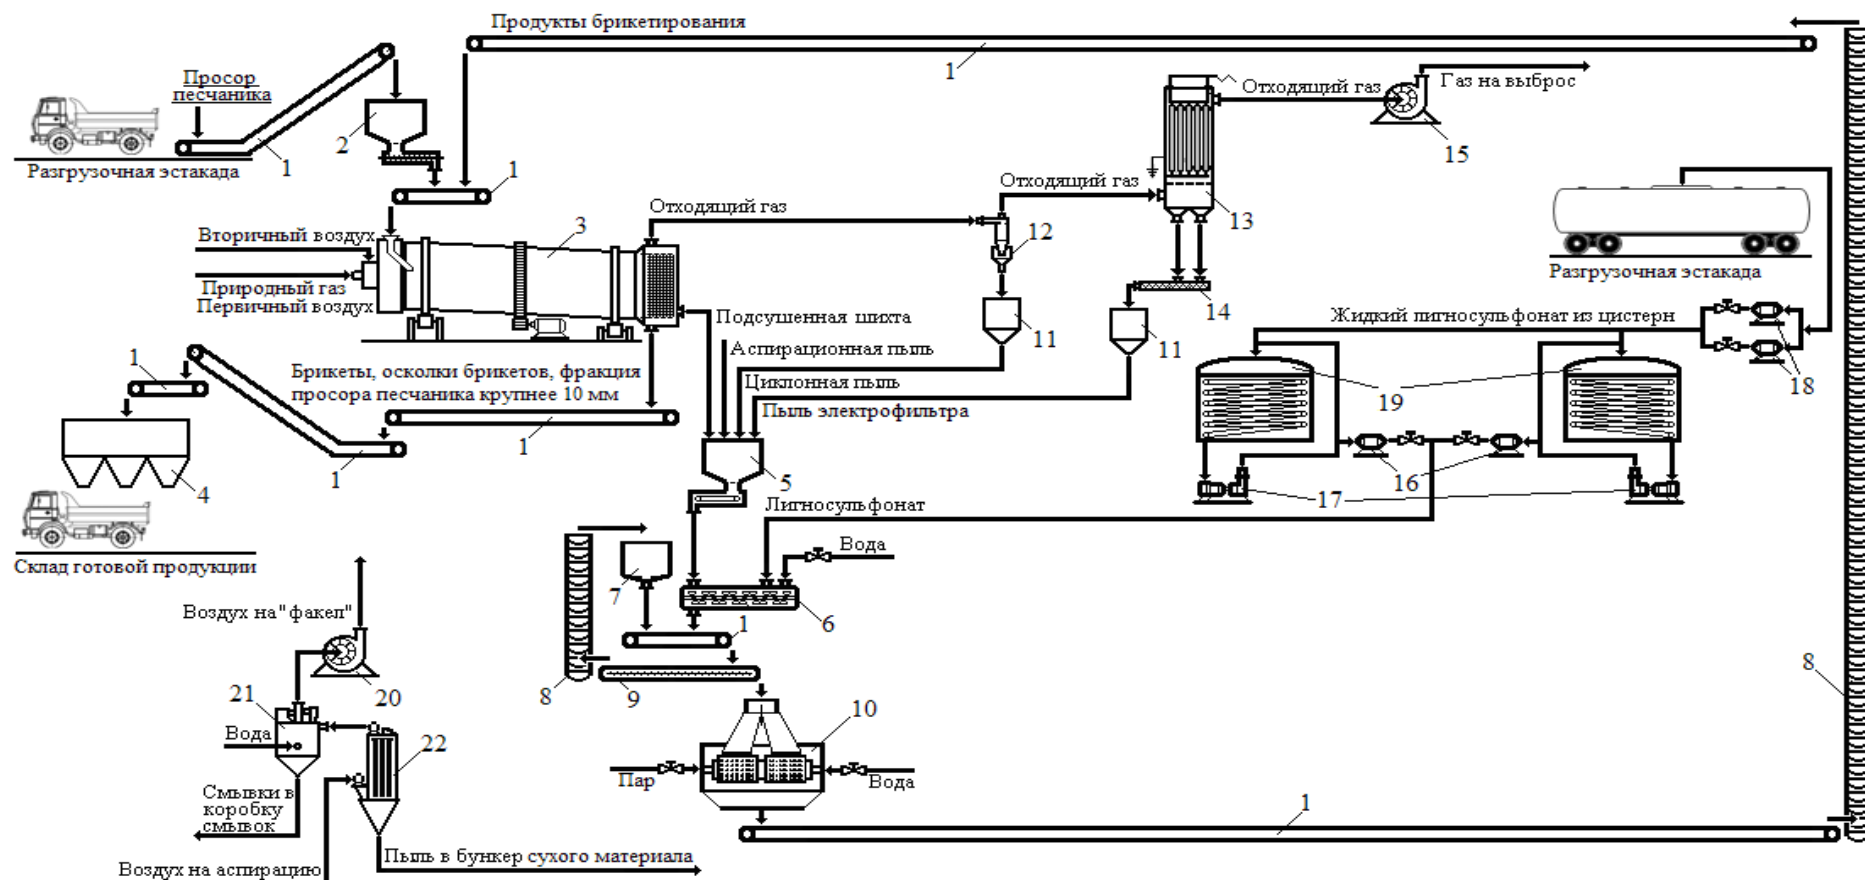 Продукты брикетирования
1
Просор
песчаника
Отходящий газ
Газ на выброс
2
1
15
Разгрузочная эстакада
1
Отходящий газ
13
Отходящий газ
12
3
Вторичный воздух
Разгрузочная эстакада
Природный газ
Первичный воздух
14
Подсушенная шихта
11
11
Жидкий лигносульфонат из цистерн
Аспирационная пыль
1
Брикеты, осколки брикетов, фракция
просора песчаника крупнее 10 мм
Циклонная пыль
18
19
Пыль электрофильтра
1
1
4
5
16
17
Лигносульфонат
Вода
Склад готовой продукции
7
6
Воздух на "факел"
1
8
8
9
20
21
10
Вода
22
Пар
Вода
Смывки в
коробку
смывок
1
Пыль в бункер сухого материала
Воздух на аспирацию